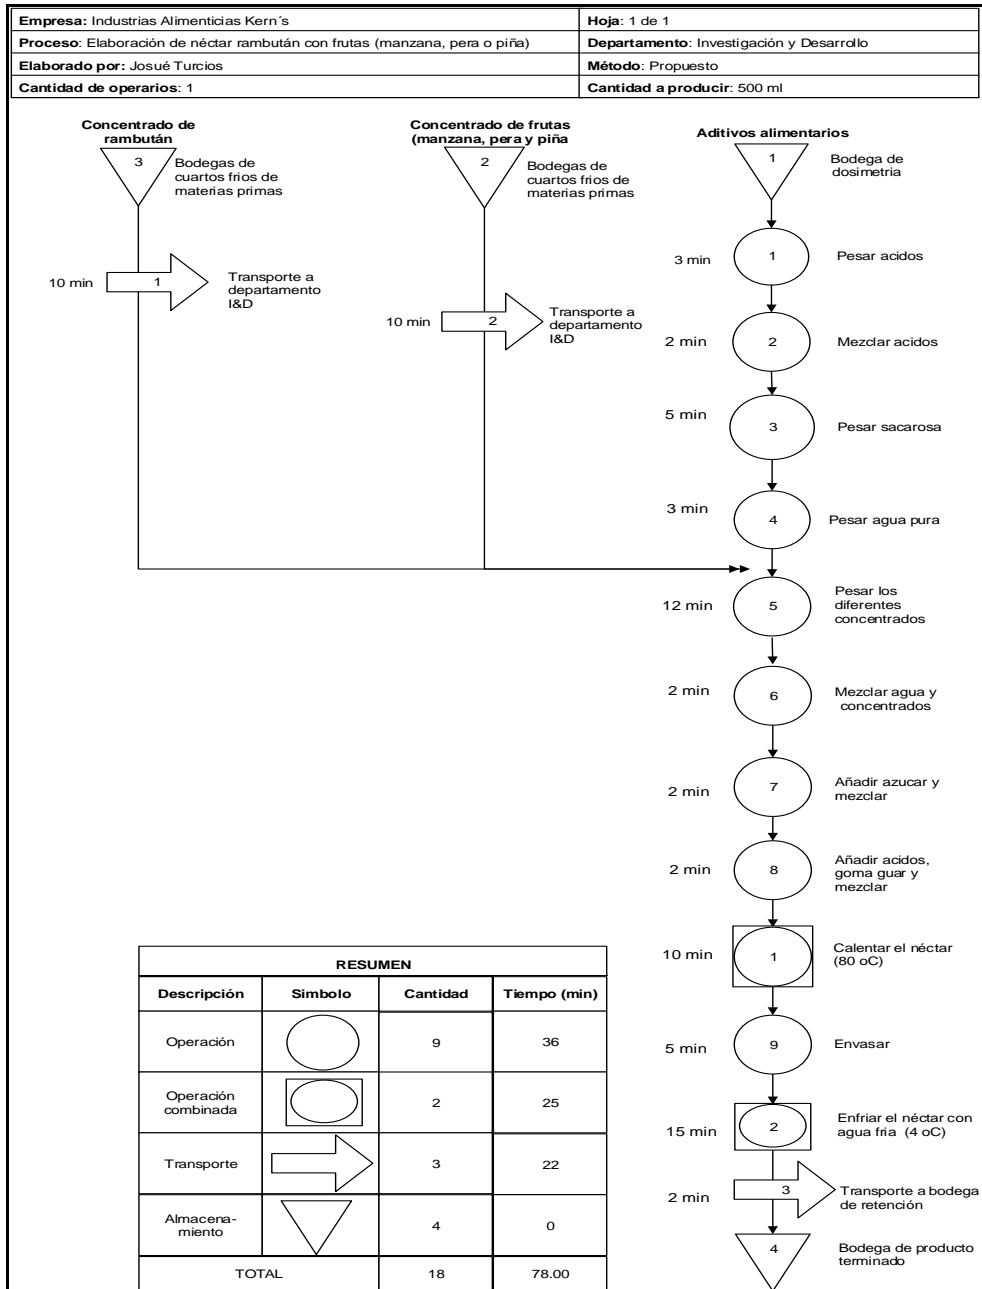 Empresa: Industrias Alimenticias Kern´s
Hoja: 1 de 1
Proceso: Elaboración de néctar rambután con frutas (manzana, pera o piña)
Departamento: Investigación y Desarrollo
Elaborado por: Josué Turcios
Método: Propuesto
Cantidad de operarios: 1
Cantidad a producir: 500 ml
Concentrado de
rambután
3
Bodegas de
cuartos frios de
materias primas
10 min
1
Transporte a
departamento
I&D
Concentrado de frutas
(manzana, pera y piña
2
Bodegas de
cuartos frios de
materias primas
10 min
2
Transporte a
departamento
I&D
Aditivos alimentarios
1
Bodega de
dosimetria
3 min
1
Pesar acidos
2 min
2
Mezclar acidos
5 min
3
Pesar sacarosa
3 min
4
Pesar agua pura
12 min
5
Pesar los
diferentes
concentrados
2 min
6
Mezclar agua y
concentrados
2 min
7
Añadir azucar y
mezclar
2 min
8
Añadir acidos,
goma guar y
mezclar
10 min
1
Calentar el néctar
(80 oC)
5 min
9
Envasar
15 min
2
Enfriar el néctar con
agua fria (4 oC)
2 min
3
Transporte a bodega
de retención
4
Bodega de producto
terminado
RESUMEN
Descripción Simbolo Cantidad Tiempo (min)
Operación 9 36
Operación
combinada 2 25
Transporte 3 22
Almacena-
miento 4 0
TOTAL 18 78.00